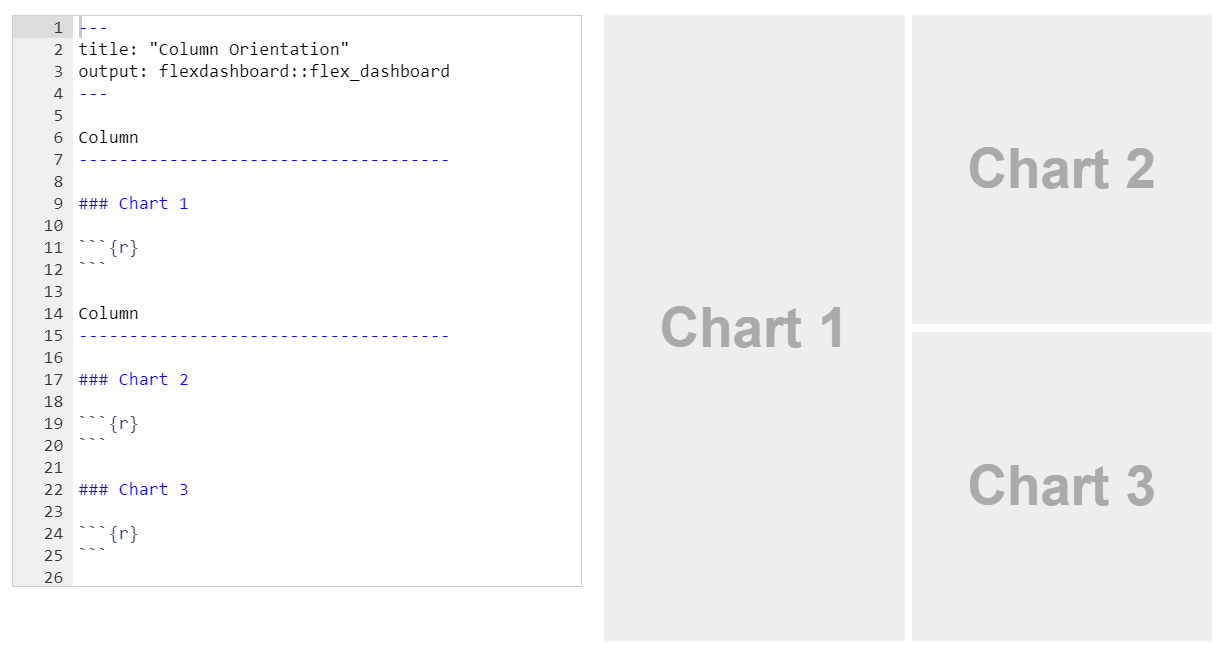 1 ---
2 title: "Column Orientation"
3 output: flexdashboard::flex_dashboard
4 ---
5
6 Column
7 -------------------------------------
8
9 ### Chart 1
10
11 ```{r}
12 ```
13
14 Column
15 -------------------------------------
16
17 ### Chart 2
18
19 ```{r}
20 ```
21
22 ### Chart 3
23
24 ```{r}
25 ```
26
Chart 1
Chart 2
Chart 3